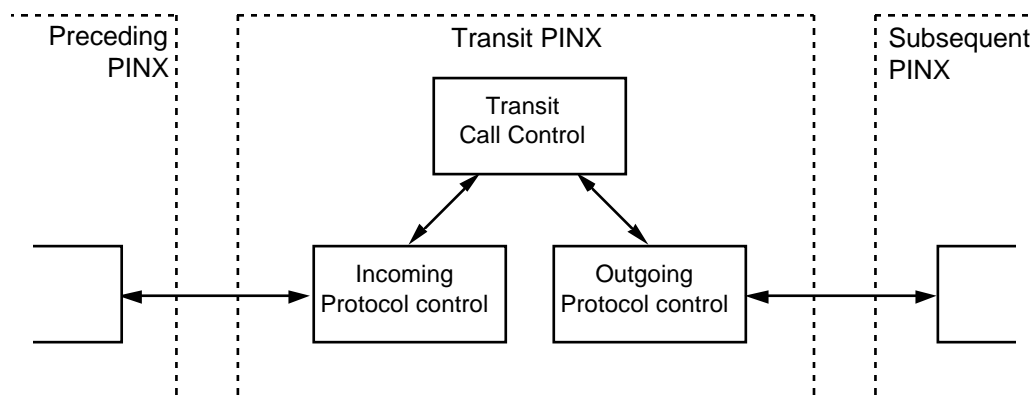 Preceding
PINX
Transit PINX
Subsequent
PINX
Transit
Call Control
Incoming
Protocol control
Outgoing
Protocol control